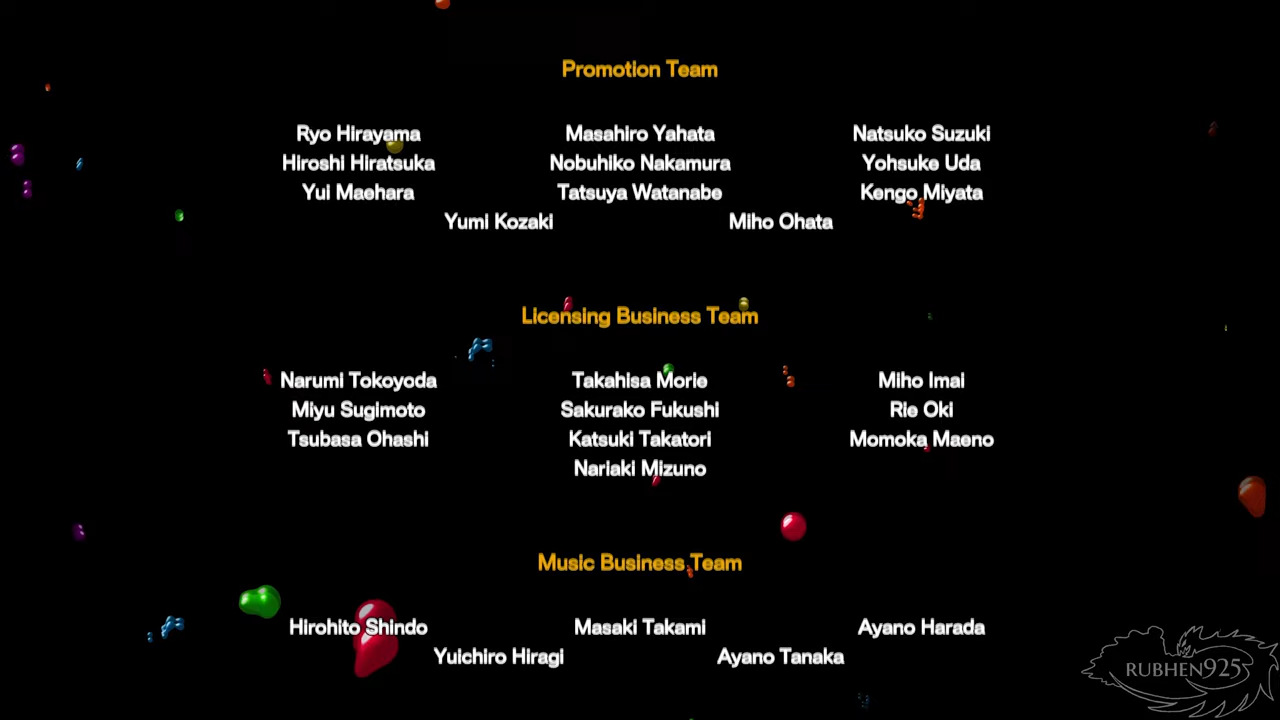 Promotion Team
Ryo Hirayama Masahiro Yahata Natsuko Suzuki
Hiroshi Hiratsuka Nobuhiko Nakamura Yohsuke Uda
Yui Maehara Tatsuya Watanabe Kengo Miyata
Yumi Kozaki Miho Ohata
Licensing Business Team
Narumi Tokoyoda Takahisa Morie Miho Imai
Miyu Sugimoto Sakurako Fukushi Rie Oki
Tsubasa Ohashi Katsuki Takatori Momoka Maeno
Nariaki Mizuno
Music Business Team
Hirohito Shindo Masaki Takami Ayano Harada
Yuichiro Hiragi Ayano Tanaka
RUBHEN925